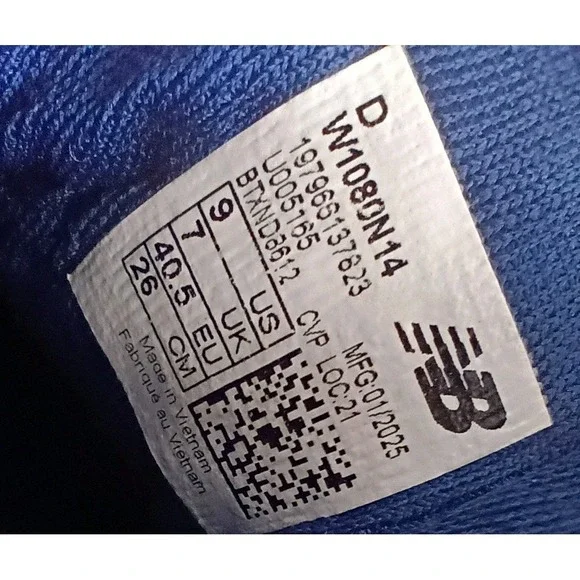 D
W1080N14
197966137823
U005165
BTXND8612
9 US
7 UK
40.5 EU
26 CM
Made in Vietnam
Fabriqué au Vietnam
MFG:01/2025
CVP LOC:21
NB